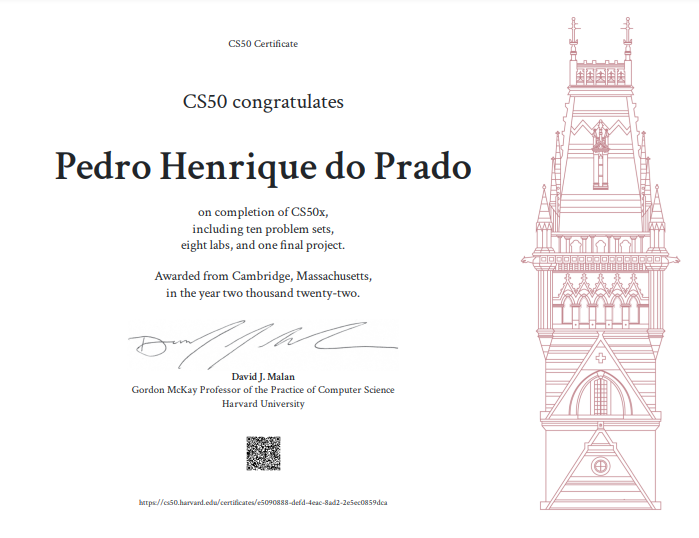 CS50 Certificate
CS50 congratulates
Pedro Henrique do Prado
on completion of CS50x,
including ten problem sets,
eight labs, and one final project.
Awarded from Cambridge, Massachusetts,
in the year two thousand twenty-two.
David J. Malan
Gordon McKay Professor of the Practice of Computer Science
Harvard University
https://cs50.harvard.edu/certificates/e5090888-defd-4eac-8ad2-2e5ec0859dca